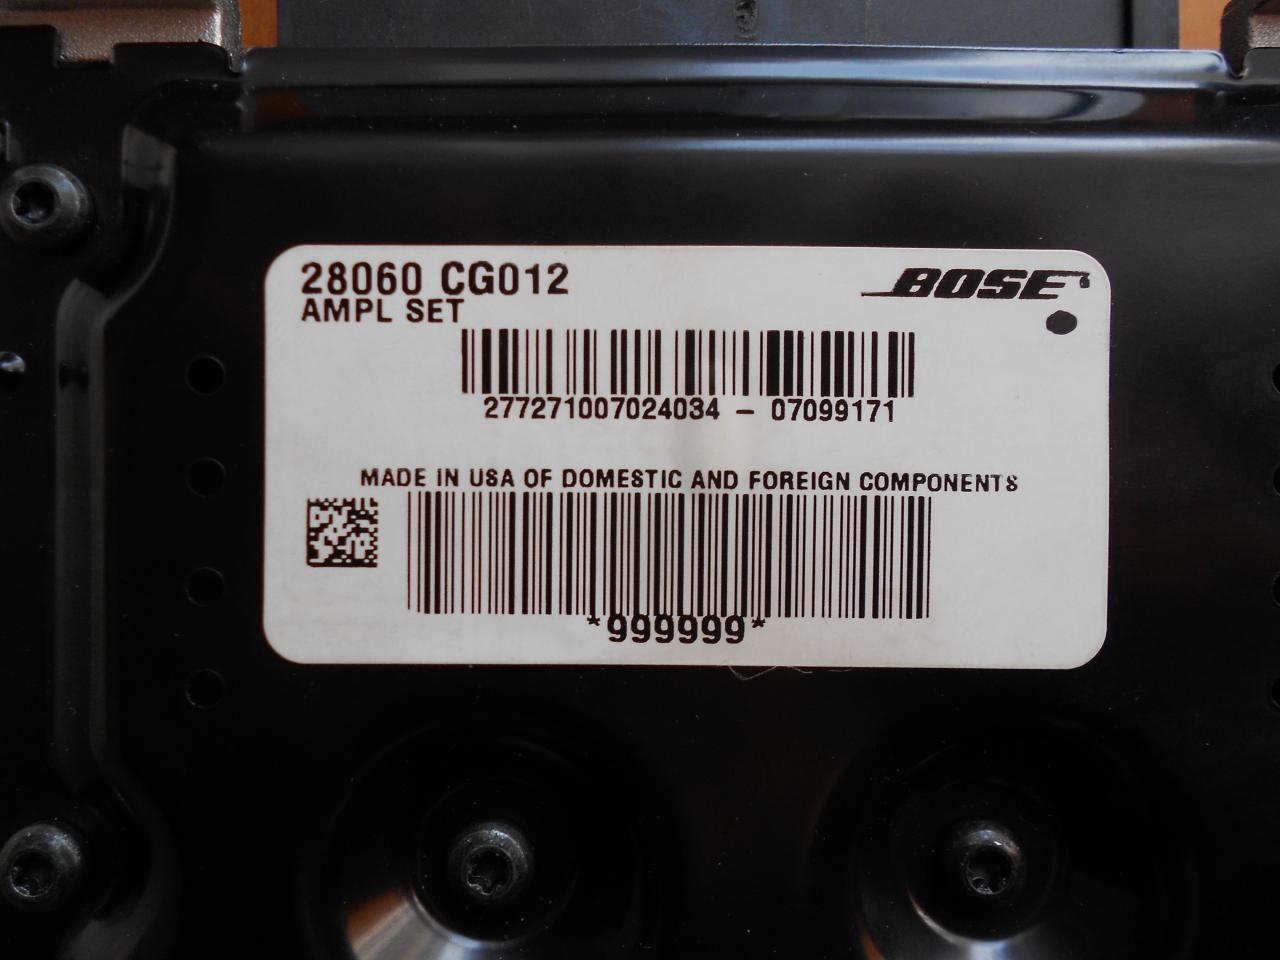 28060 CG012
BOSE
AMPL SET
277271007024034 - 07099171
MADE IN USA OF DOMESTIC AND FOREIGN COMPONENTS
*999999*